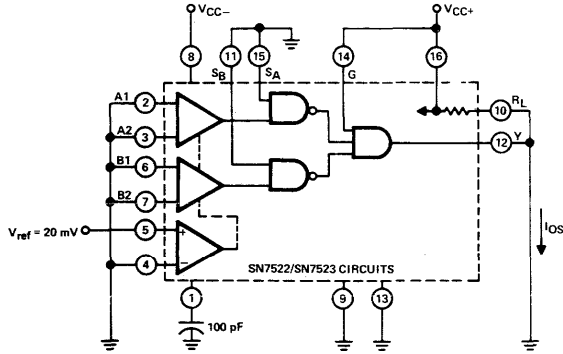 VCC−
VCC+
8
11
15
14
16
SB
SA
G
A1
2
A2
3
B1
6
B2
7
Vref = 20 mV
5
+
4
−
RL
10
12
Y
IOS
SN7522/SN7523 CIRCUITS
1
9
13
100 pF